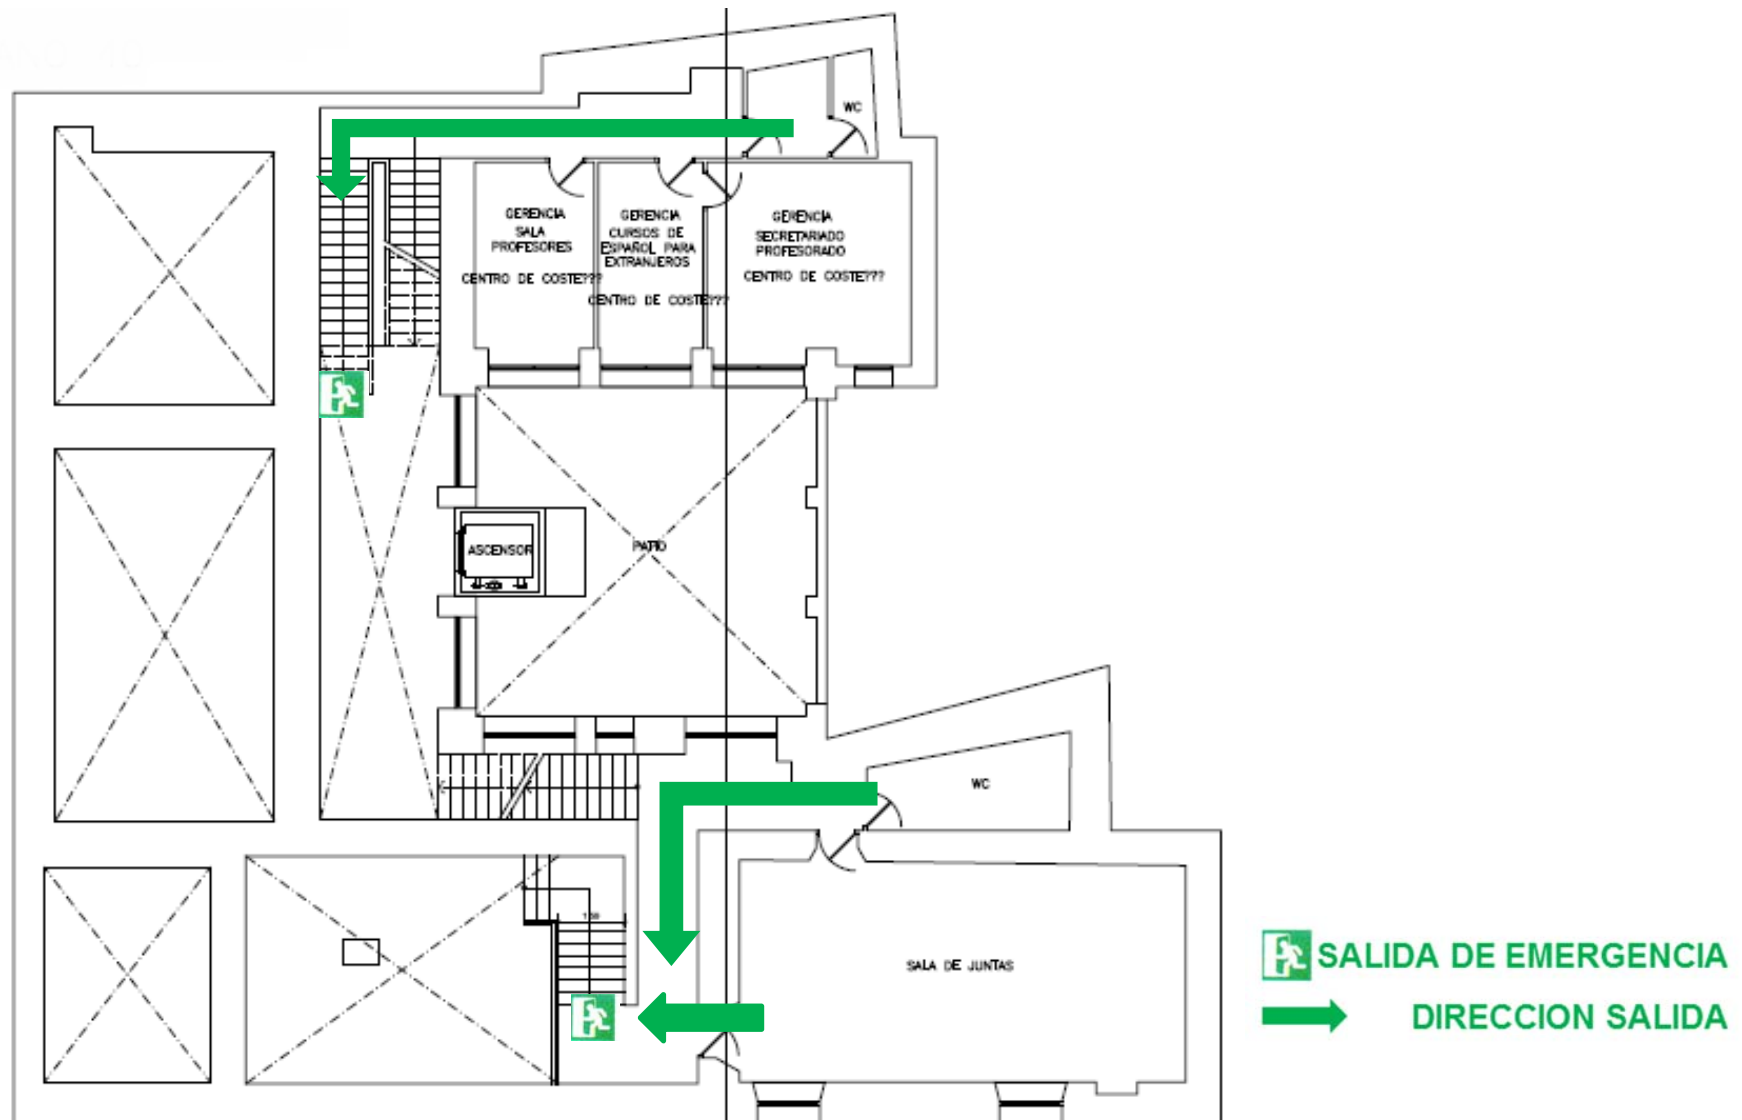 WC
GERENCIA
SALA
PROFESORES
CENTRO DE COSTE???
GERENCIA
CURSOS DE
ESPAÑOL PARA
EXTRANJEROS
CENTRO DE COSTE???
GERENCIA
SECRETARIADO
PROFESORADO
CENTRO DE COSTE???
ASCENSOR
PATIO
WC
SALA DE JUNTAS
SALIDA DE EMERGENCIA
DIRECCION SALIDA